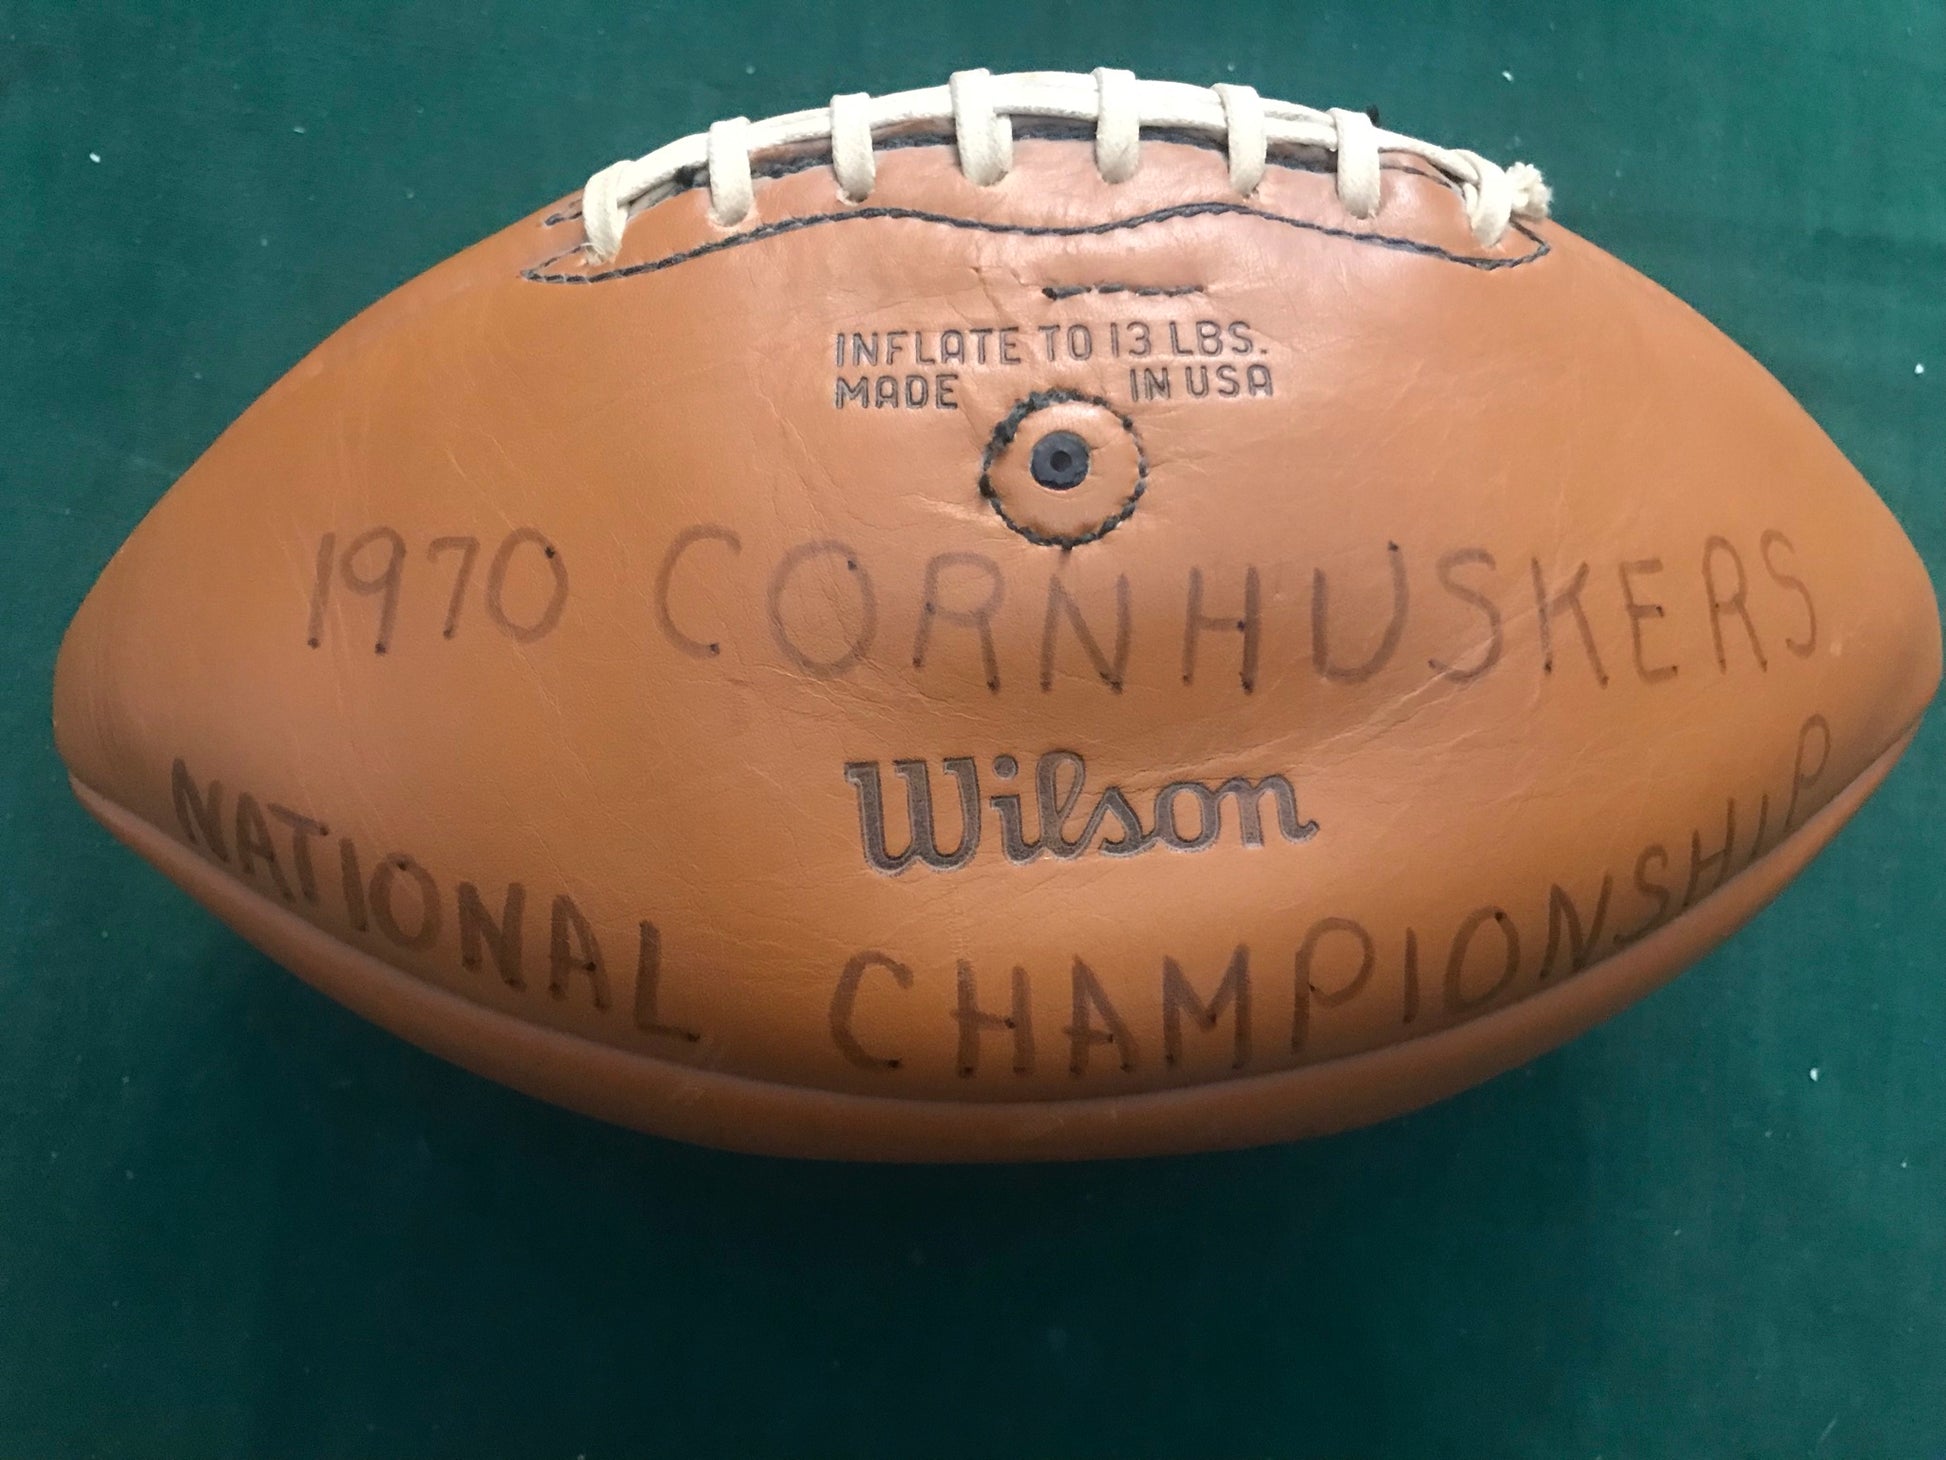 INFLATE TO 13 LBS.
MADE IN USA
1970 CORNHUSKERS
Wilson
NATIONAL CHAMPIONSHIP